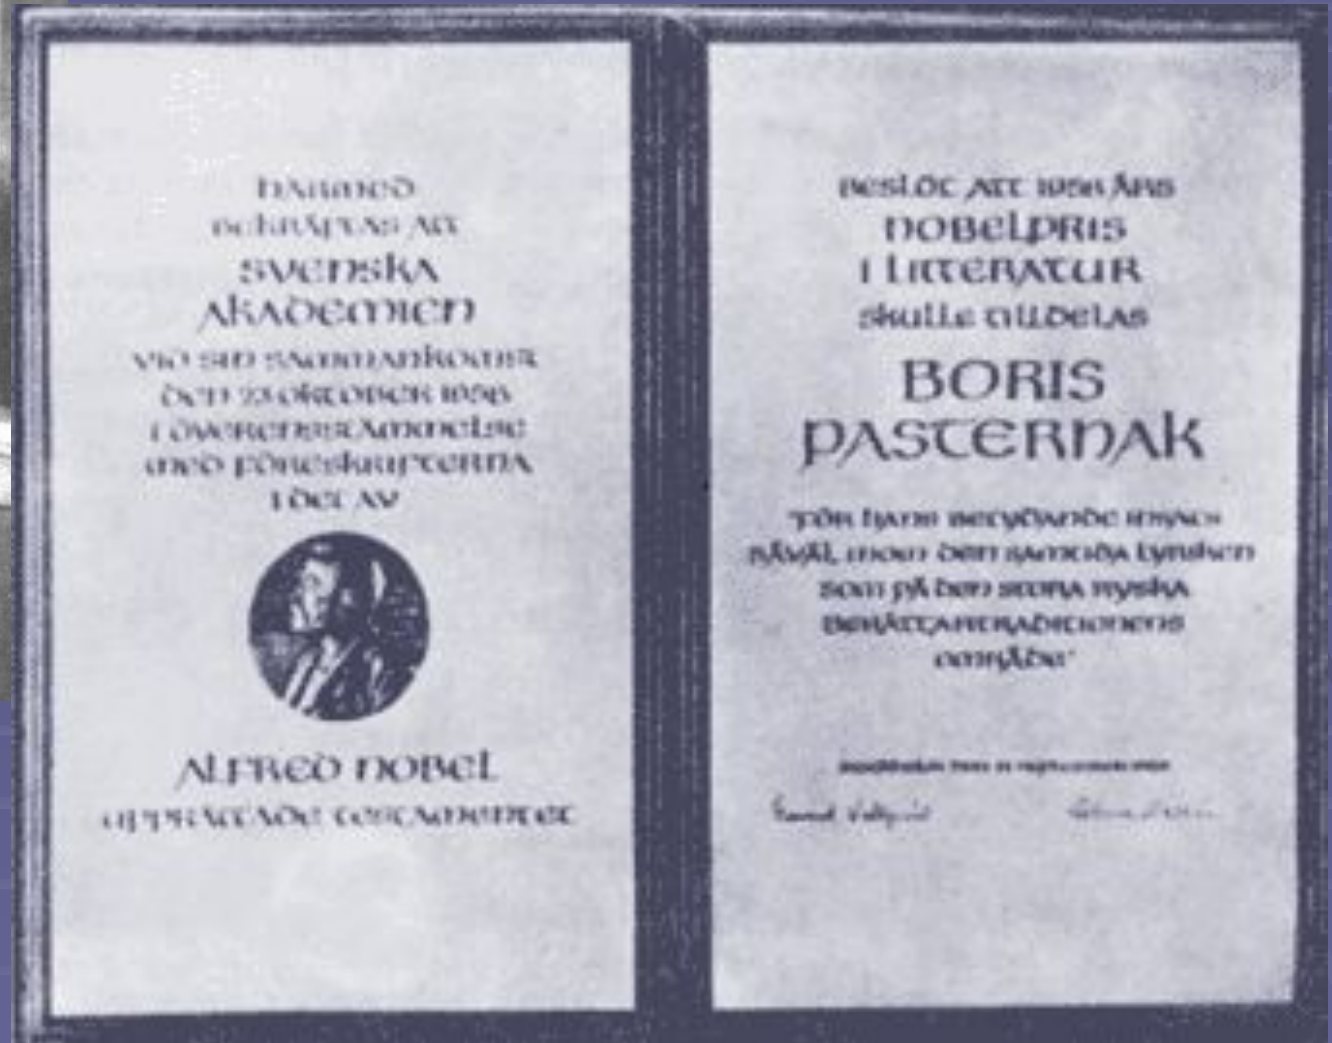 HÄRMED
BEKRÄFTAS ATT
SVENSKA
AKADEMIEN
VID SIN SAMMANKOMST
DEN 23 OKTOBER 1958
I ÖVERENSSTÄMMELSE
MED FÖRESKRIFTERNA
I DET AV
ALFRED NOBEL
UPPRÄTTADE TESTAMENTET
BESLÖT ATT 1958 ÅRS
NOBELPRIS
I LITTERATUR
SKULLE TILLDELAS
BORIS
PASTERNAK
"FÖR HANS BETYDANDE INSATS
SÅVÄL INOM DEN SAMTIDA LYRIKEN
SOM PÅ DEN STORA RYSKA
BERÄTTARTRADITIONENS
OMRÅDE"